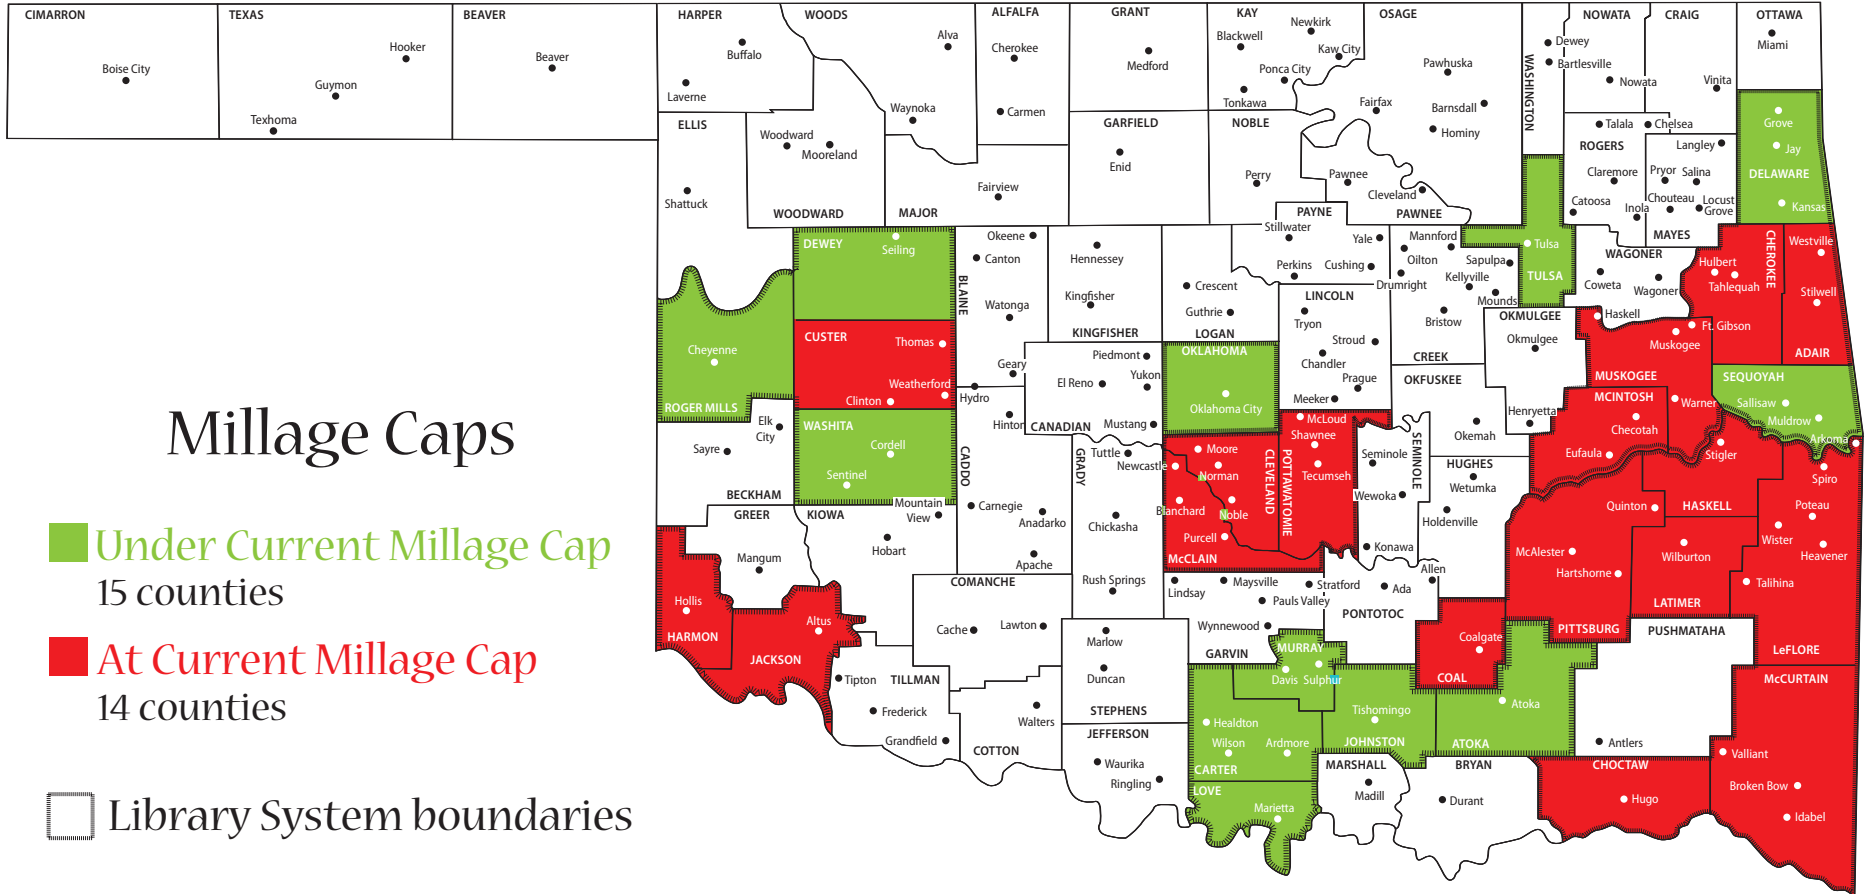 CIMARRON
TEXAS
BEAVER
HARPER
WOODS
ALFALFA
GRANT
KAY
OSAGE
NOWATA
CRAIG
OTTAWA
Boise City
Hooker
Guymon
Texhoma
Beaver
Buffalo
Laverne
Alva
Waynoka
Cherokee
Carmen
Medford
Newkirk
Blackwell
Kaw City
Ponca City
Tonkawa
Pawhuska
Fairfax
Barnsdall
Hominy
WASHINGTON
Dewey
Bartlesville
Nowata
Vinita
Miami
ELLIS
Shattuck
Woodward
Mooreland
WOODWARD
MAJOR
Fairview
GARFIELD
Enid
NOBLE
Perry
Pawnee
Cleveland
PAWNEE
Talala
Chelsea
ROGERS
Claremore
Catoosa
Inola
Langley
Pryor
Salina
Chouteau
Locust
Grove
MAYES
Grove
Jay
DELAWARE
Kansas
DEWEY
Seiling
Okeene
Canton
BLAINE
Watonga
Geary
Hennessey
Kingfisher
KINGFISHER
Crescent
Guthrie
LOGAN
PAYNE
Stillwater
Yale
Perkins
Cushing
Mannford
Oilton
Sapulpa
Kellyville
Drumright
Mounds
Bristow
CREEK
Tulsa
TULSA
WAGONER
Coweta
Wagoner
Hulbert
Tahlequah
CHEROKEE
Westville
Stilwell
ADAIR
Cheyenne
ROGER MILLS
CUSTER
Thomas
Weatherford
Clinton
Hydro
Piedmont
El Reno
Yukon
Hinton
CANADIAN
Mustang
OKLAHOMA
Oklahoma City
LINCOLN
Tryon
Stroud
Chandler
Prague
Meeker
OKMULGEE
Okmulgee
Henryetta
OKFUSKEE
Okemah
Haskell
Ft. Gibson
Muskogee
MUSKOGEE
Warner
MCINTOSH
Checotah
Eufaula
SEQUOYAH
Sallisaw
Muldrow
Arkoma
Millage Caps
Elk
City
Sayre
BECKHAM
WASHITA
Cordell
Sentinel
CADDO
Carnegie
Anadarko
Apache
GRADY
Tuttle
Chickasha
Rush Springs
Newcastle
Blanchard
Purcell
McCLAIN
Moore
Norman
Noble
CLEVELAND
McLoud
Shawnee
Tecumseh
POTTAWATOMIE
Seminole
Wewoka
Konawa
SEMINOLE
HUGHES
Wetumka
Holdenville
Allen
Stigler
HASKELL
Quinton
McAlester
Hartshorne
PITTSBURG
Wilburton
LATIMER
Spiro
Poteau
Wister
Heavener
Talihina
LeFLORE
Under Current Millage Cap
15 counties
GREER
Mangum
KIOWA
Mountain
View
Hobart
Hollis
HARMON
Altus
JACKSON
COMANCHE
Cache
Lawton
Lindsay
Maysville
Stratford
Pauls Valley
Wynnewood
GARVIN
PONTOTOC
Ada
Coalgate
COAL
PUSHMATAHA
Antlers
At Current Millage Cap
14 counties
Tipton
TILLMAN
Frederick
Grandfield
COTTON
Walters
Marlow
Duncan
STEPHENS
JEFFERSON
Waurika
Ringling
MURRAY
Davis
Sulphur
Healdton
Wilson
Ardmore
CARTER
LOVE
Marietta
Tishomingo
JOHNSTON
MARSHALL
Madill
Atoka
ATOKA
BRYAN
Durant
CHOCTAW
Hugo
McCURTAIN
Valliant
Broken Bow
Idabel
Library System boundaries